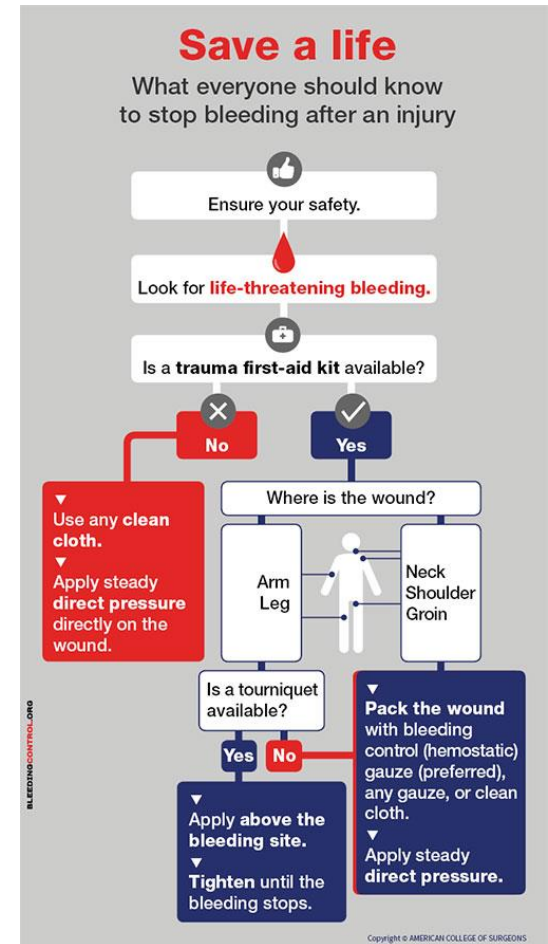 Save a life
What everyone should know
to stop bleeding after an injury
Ensure your safety.
Look for life-threatening bleeding.
Is a trauma first-aid kit available?
No
Yes
Use any clean
cloth.
Apply steady
direct pressure
directly on the
wound.
Where is the wound?
Arm
Leg
Neck
Shoulder
Groin
Is a tourniquet
available?
Yes
No
Apply above the
bleeding site.
Tighten until the
bleeding stops.
Pack the wound
with bleeding
control (hemostatic)
gauze (preferred),
any gauze, or clean
cloth.
Apply steady
direct pressure.
BLEEDINGCONTROL.ORG
Copyright © AMERICAN COLLEGE OF SURGEONS